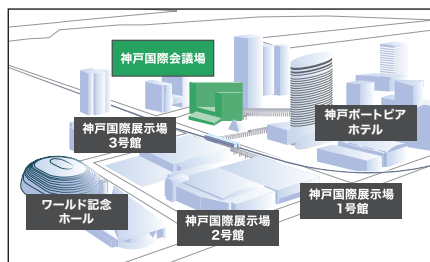 神戸国際会議場
神戸ポートピア
ホテル
神戸国際展示場
3号館
神戸国際展示場
1号館
ワールド記念
ホール
神戸国際展示場
2号館